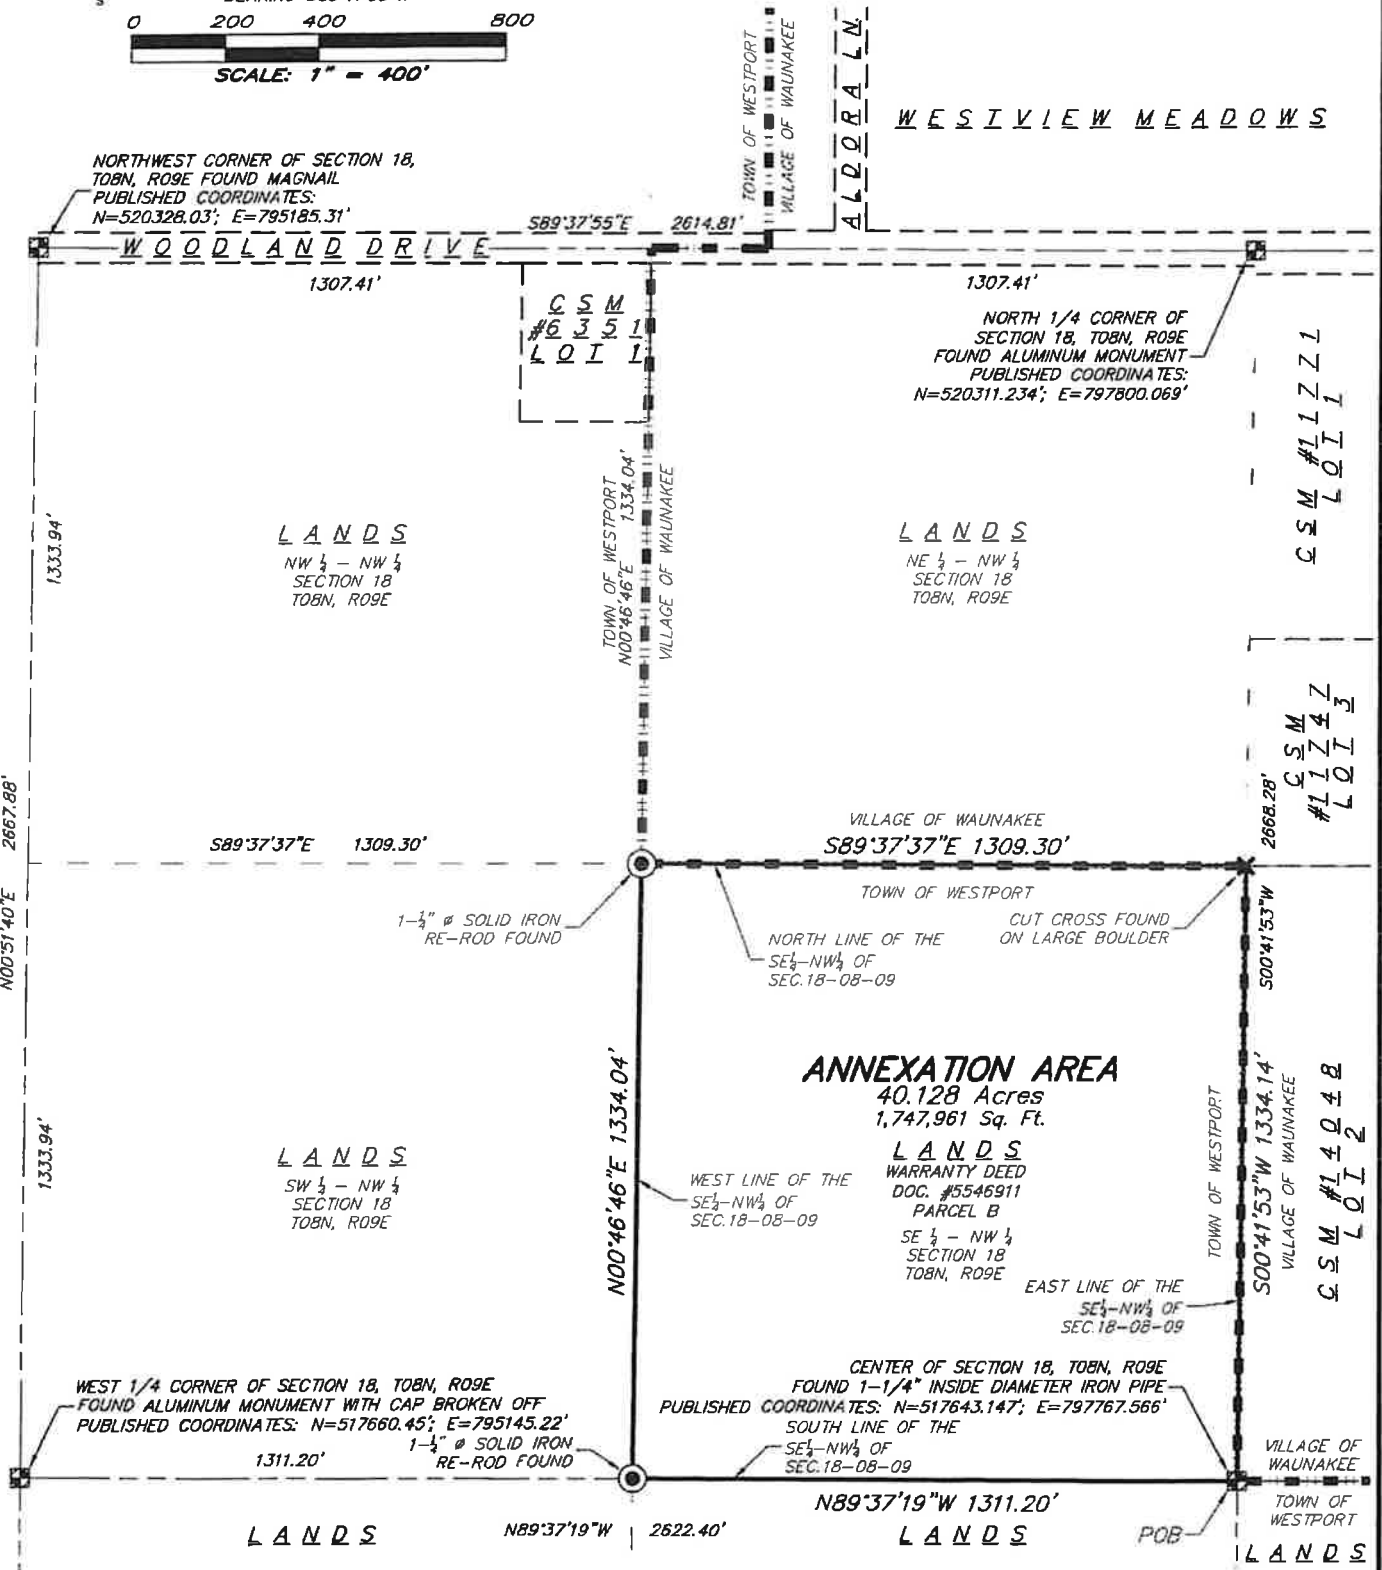 0 200 400 800
SCALE: 1" = 400'
TOWN OF WESTPORT
VILLAGE OF WAUNAKEE
ALDORA LN.
WESTVIEW MEADOWS
NORTHWEST CORNER OF SECTION 18,
T08N, R09E FOUND MAGNAIL
PUBLISHED COORDINATES:
N=520328.03'; E=795185.31'
S89°37'55"E 2614.81'
WOODLAND DRIVE
1307.41'
1307.41'
CSM
#6351
LOT 1
NORTH 1/4 CORNER OF
SECTION 18, T08N, R09E
FOUND ALUMINUM MONUMENT
PUBLISHED COORDINATES:
N=520311.234'; E=797800.069'
CSM #11771
LOT 1
1333.94'
LANDS
NW 1/4 - NW 1/4
SECTION 18
T08N, R09E
TOWN OF WESTPORT
N00°46'46"E 1334.04'
VILLAGE OF WAUNAKEE
LANDS
NE 1/4 - NW 1/4
SECTION 18
T08N, R09E
CSM
#11747
LOT 3
N00°51'40"E 2667.88'
S89°37'37"E 1309.30'
VILLAGE OF WAUNAKEE
S89°37'37"E 1309.30'
TOWN OF WESTPORT
S00°41'53"W 2668.28'
1-1/4" ø SOLID IRON
RE-ROD FOUND
NORTH LINE OF THE
SE1/4-NW1/4 OF
SEC.18-08-09
CUT CROSS FOUND
ON LARGE BOULDER
ANNEXATION AREA
40.128 Acres
1,747,961 Sq. Ft.
LANDS
WARRANTY DEED
DOC. #5546911
PARCEL B
SE 1/4 - NW 1/4
SECTION 18
T08N, R09E
1333.94'
LANDS
SW 1/4 - NW 1/4
SECTION 18
T08N, R09E
N00°46'46"E 1334.04'
WEST LINE OF THE
SE1/4-NW1/4 OF
SEC.18-08-09
TOWN OF WESTPORT
S00°41'53"W 1334.14'
VILLAGE OF WAUNAKEE
CSM #14048
LOT 2
EAST LINE OF THE
SE1/4-NW1/4 OF
SEC.18-08-09
WEST 1/4 CORNER OF SECTION 18, T08N, R09E
FOUND ALUMINUM MONUMENT WITH CAP BROKEN OFF
PUBLISHED COORDINATES: N=517660.45'; E=795145.22'
CENTER OF SECTION 18, T08N, R09E
FOUND 1-1/4" INSIDE DIAMETER IRON PIPE
PUBLISHED COORDINATES: N=517643.147'; E=797767.566'
1-1/4" ø SOLID IRON
RE-ROD FOUND
SOUTH LINE OF THE
SE1/4-NW1/4 OF
SEC.18-08-09
1311.20'
VILLAGE OF
WAUNAKEE
N89°37'19"W 1311.20'
TOWN OF
WESTPORT
LANDS
N89°37'19"W 2622.40'
LANDS
POB
LANDS